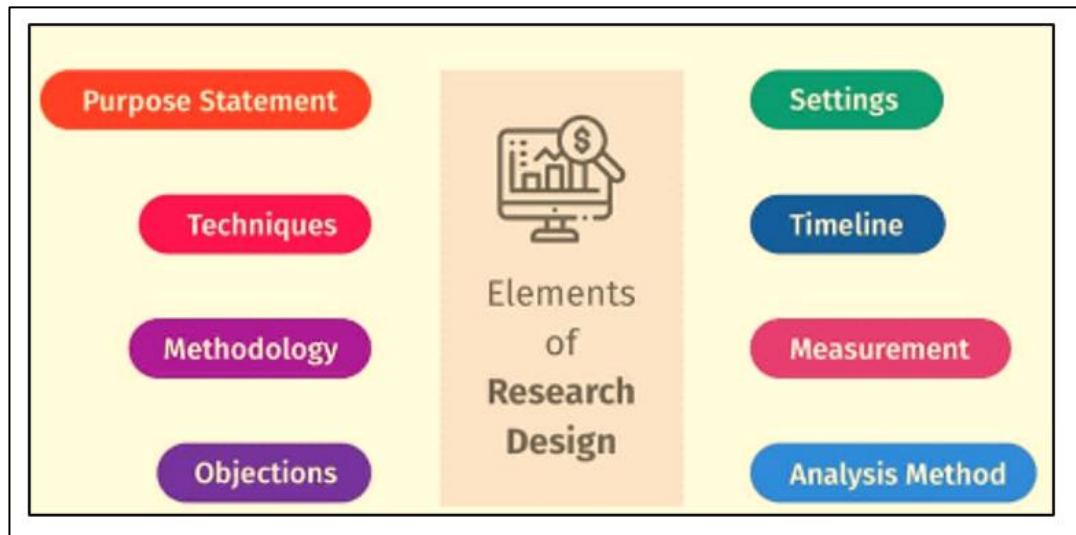 Purpose Statement
Techniques
Methodology
Objections
$
Elements
of
Research
Design
Settings
Timeline
Measurement
Analysis Method